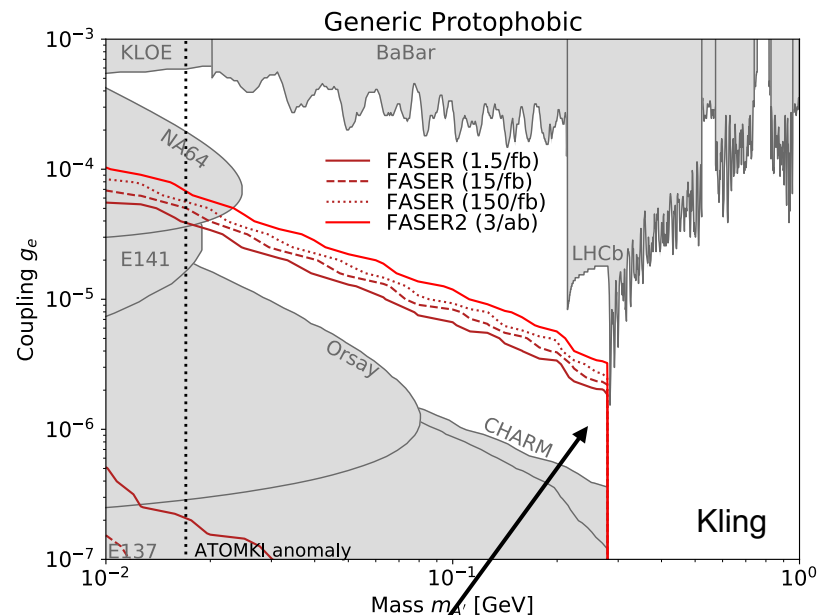 Generic Protophobic
10⁻³
KLOE
BaBar
NA64
10⁻⁴
FASER (1.5/fb)
FASER (15/fb)
FASER (150/fb)
FASER2 (3/ab)
E141
LHCb
Coupling gₑ
10⁻⁵
Orsay
10⁻⁶
CHARM
Kling
E137
ATOMKI anomaly
10⁻⁷
10⁻² 10⁻¹ 10⁰
Mass m_A' [GeV]